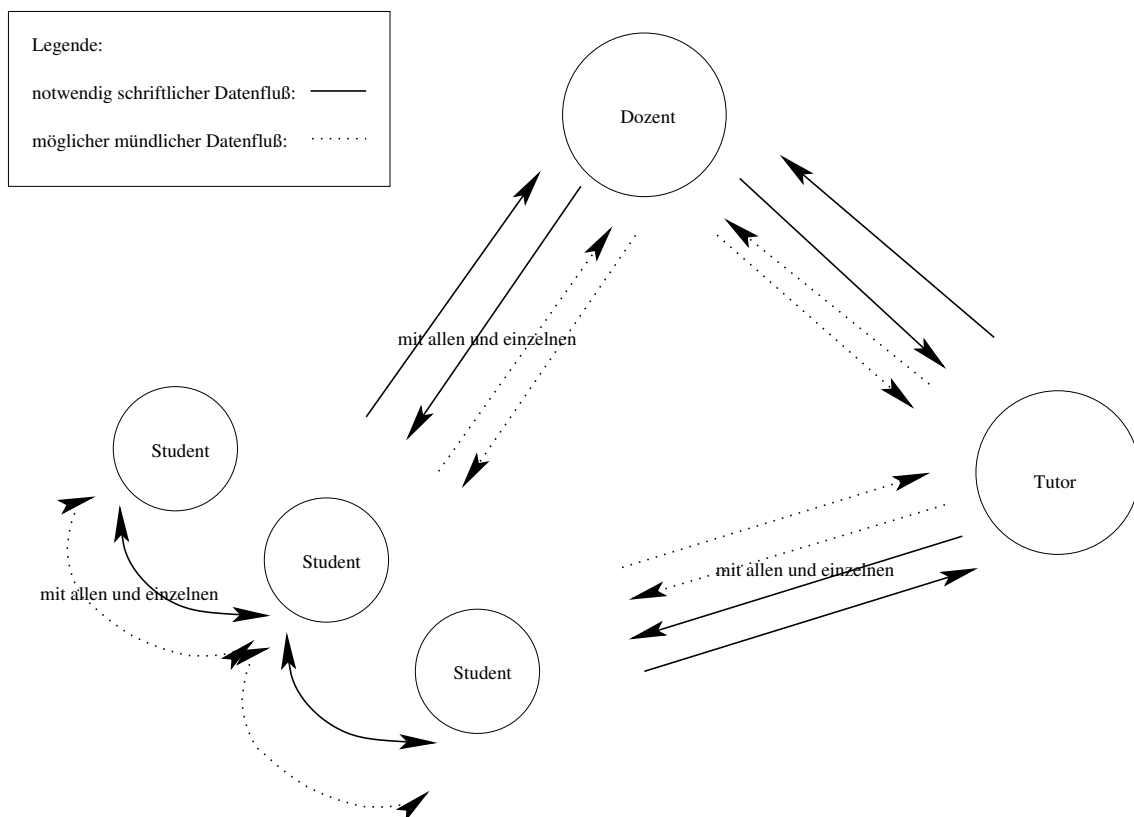 Legende:
notwendig schriftlicher Datenfluß:
möglicher mündlicher Datenfluß:
Dozent
mit allen und einzelnen
Student
Tutor
Student
mit allen und einzelnen
mit allen und einzelnen
Student